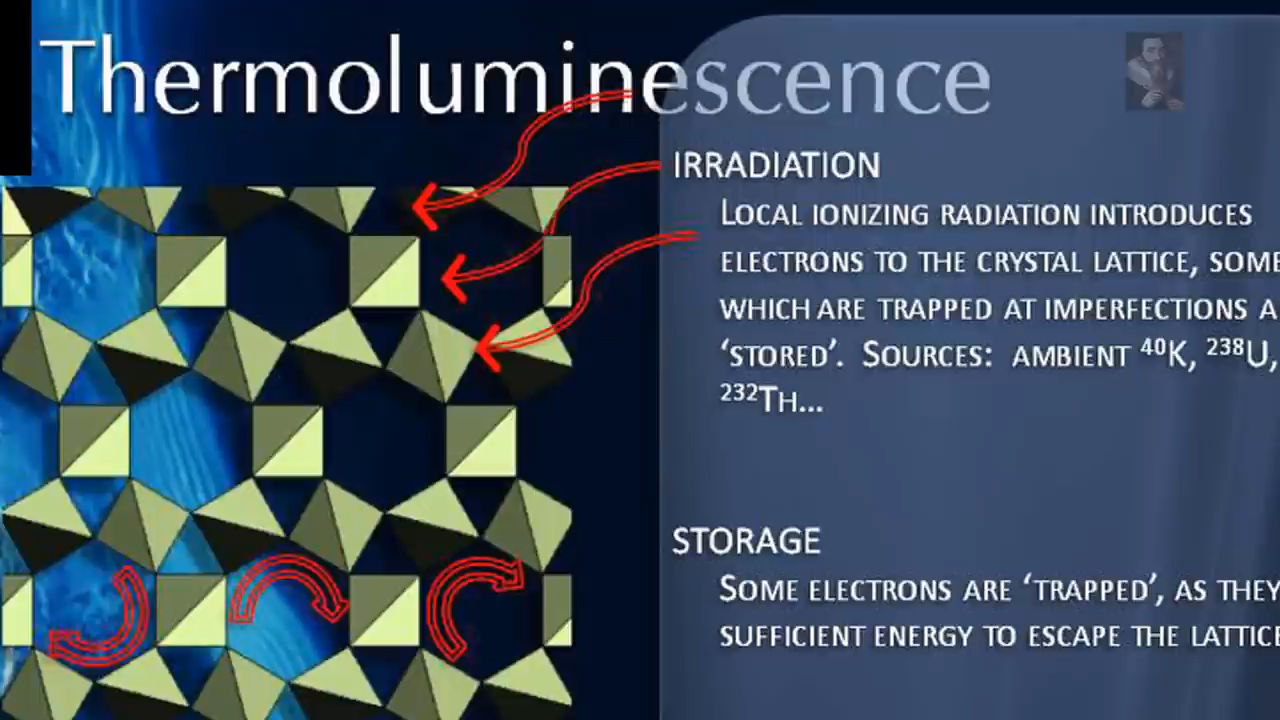 Thermoluminescence
IRRADIATION
LOCAL IONIZING RADIATION INTRODUCES
ELECTRONS TO THE CRYSTAL LATTICE, SOME
WHICH ARE TRAPPED AT IMPERFECTIONS A
‘STORED’. SOURCES: AMBIENT ⁴⁰K, ²³⁸U,
²³²TH…
STORAGE
SOME ELECTRONS ARE ‘TRAPPED’, AS THEY
SUFFICIENT ENERGY TO ESCAPE THE LATTICE